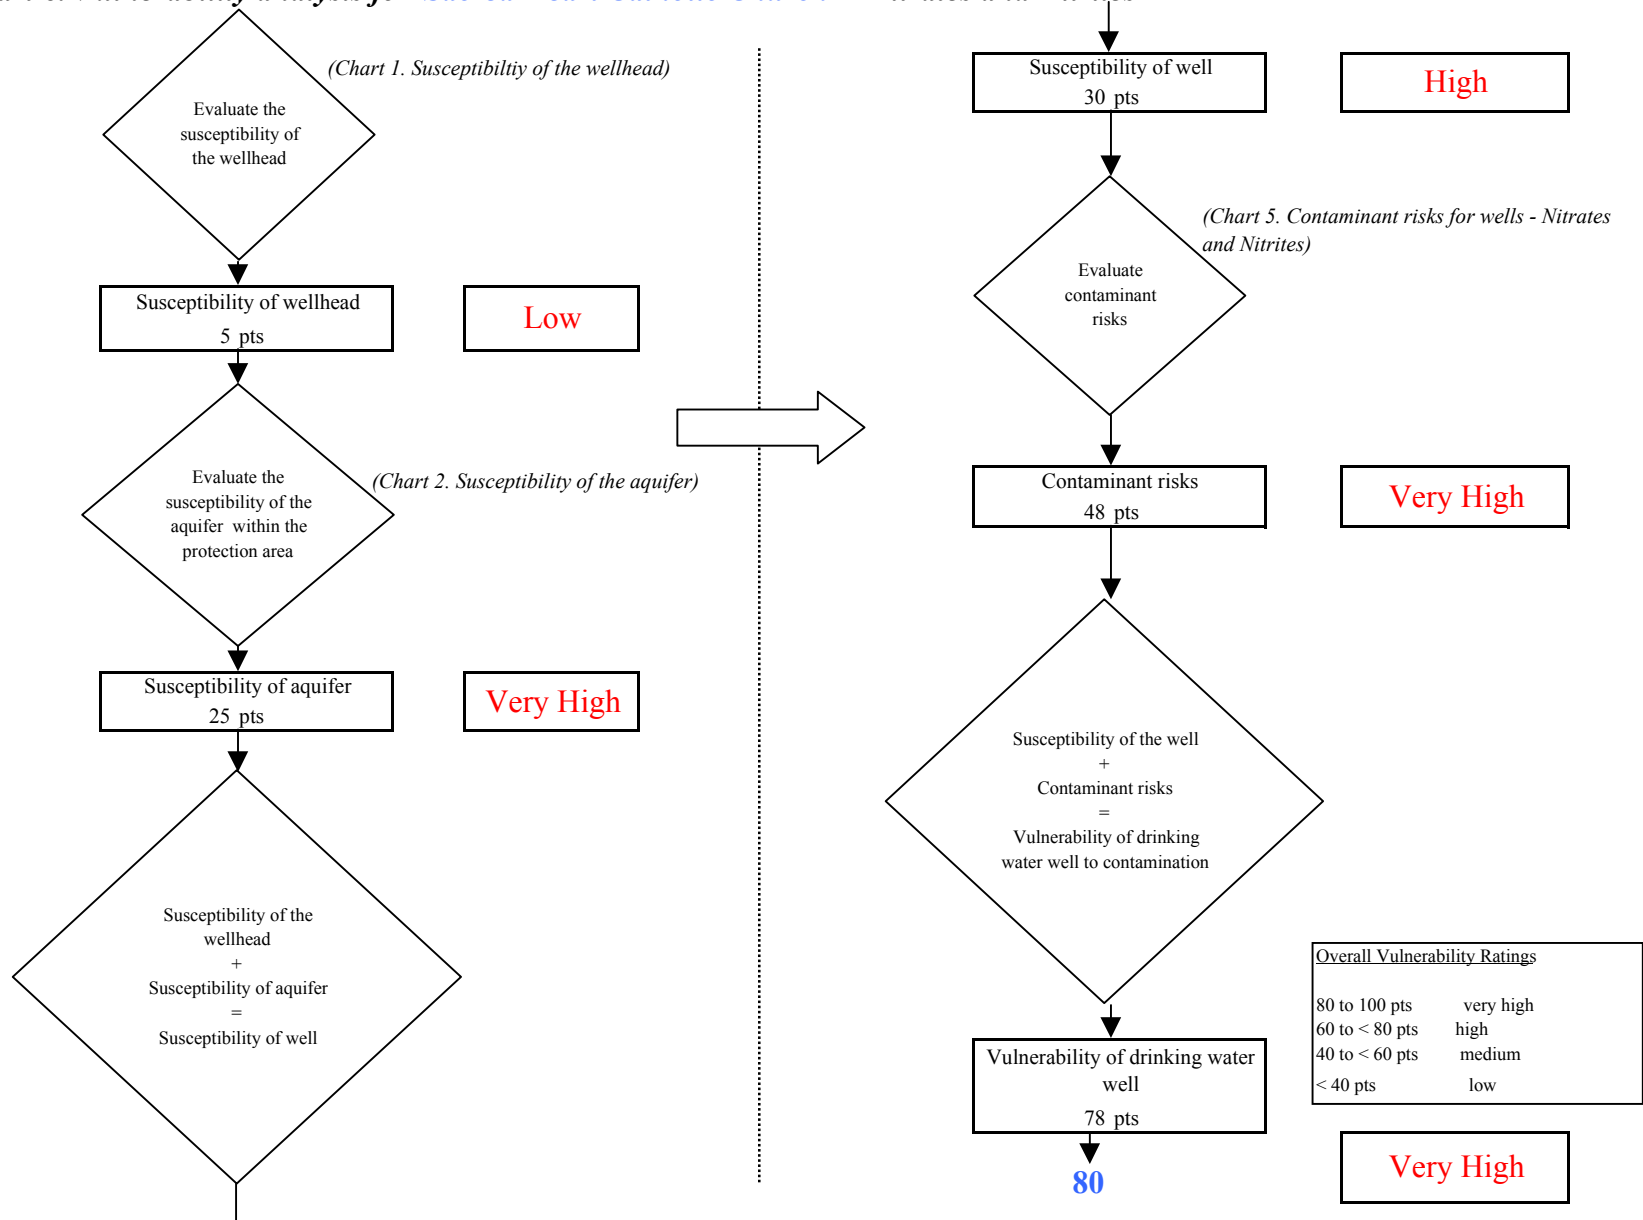 (Chart 1. Susceptibiltiy of the wellhead)
Evaluate the
susceptibility of
the wellhead
Susceptibility of wellhead
5 pts
Low
Evaluate the
susceptibility of the
aquifer within the
protection area
(Chart 2. Susceptibility of the aquifer)
Susceptibility of aquifer
25 pts
Very High
Susceptibility of the
wellhead
+
Susceptibility of aquifer
=
Susceptibility of well
Susceptibility of well
30 pts
High
(Chart 5. Contaminant risks for wells - Nitrates
and Nitrites)
Evaluate
contaminant
risks
Contaminant risks
48 pts
Very High
Susceptibility of the well
+
Contaminant risks
=
Vulnerability of drinking
water well to contamination
Overall Vulnerability Ratings
80 to 100 pts very high
60 to < 80 pts high
40 to < 60 pts medium
< 40 pts low
Vulnerability of drinking water
well
78 pts
80
Very High